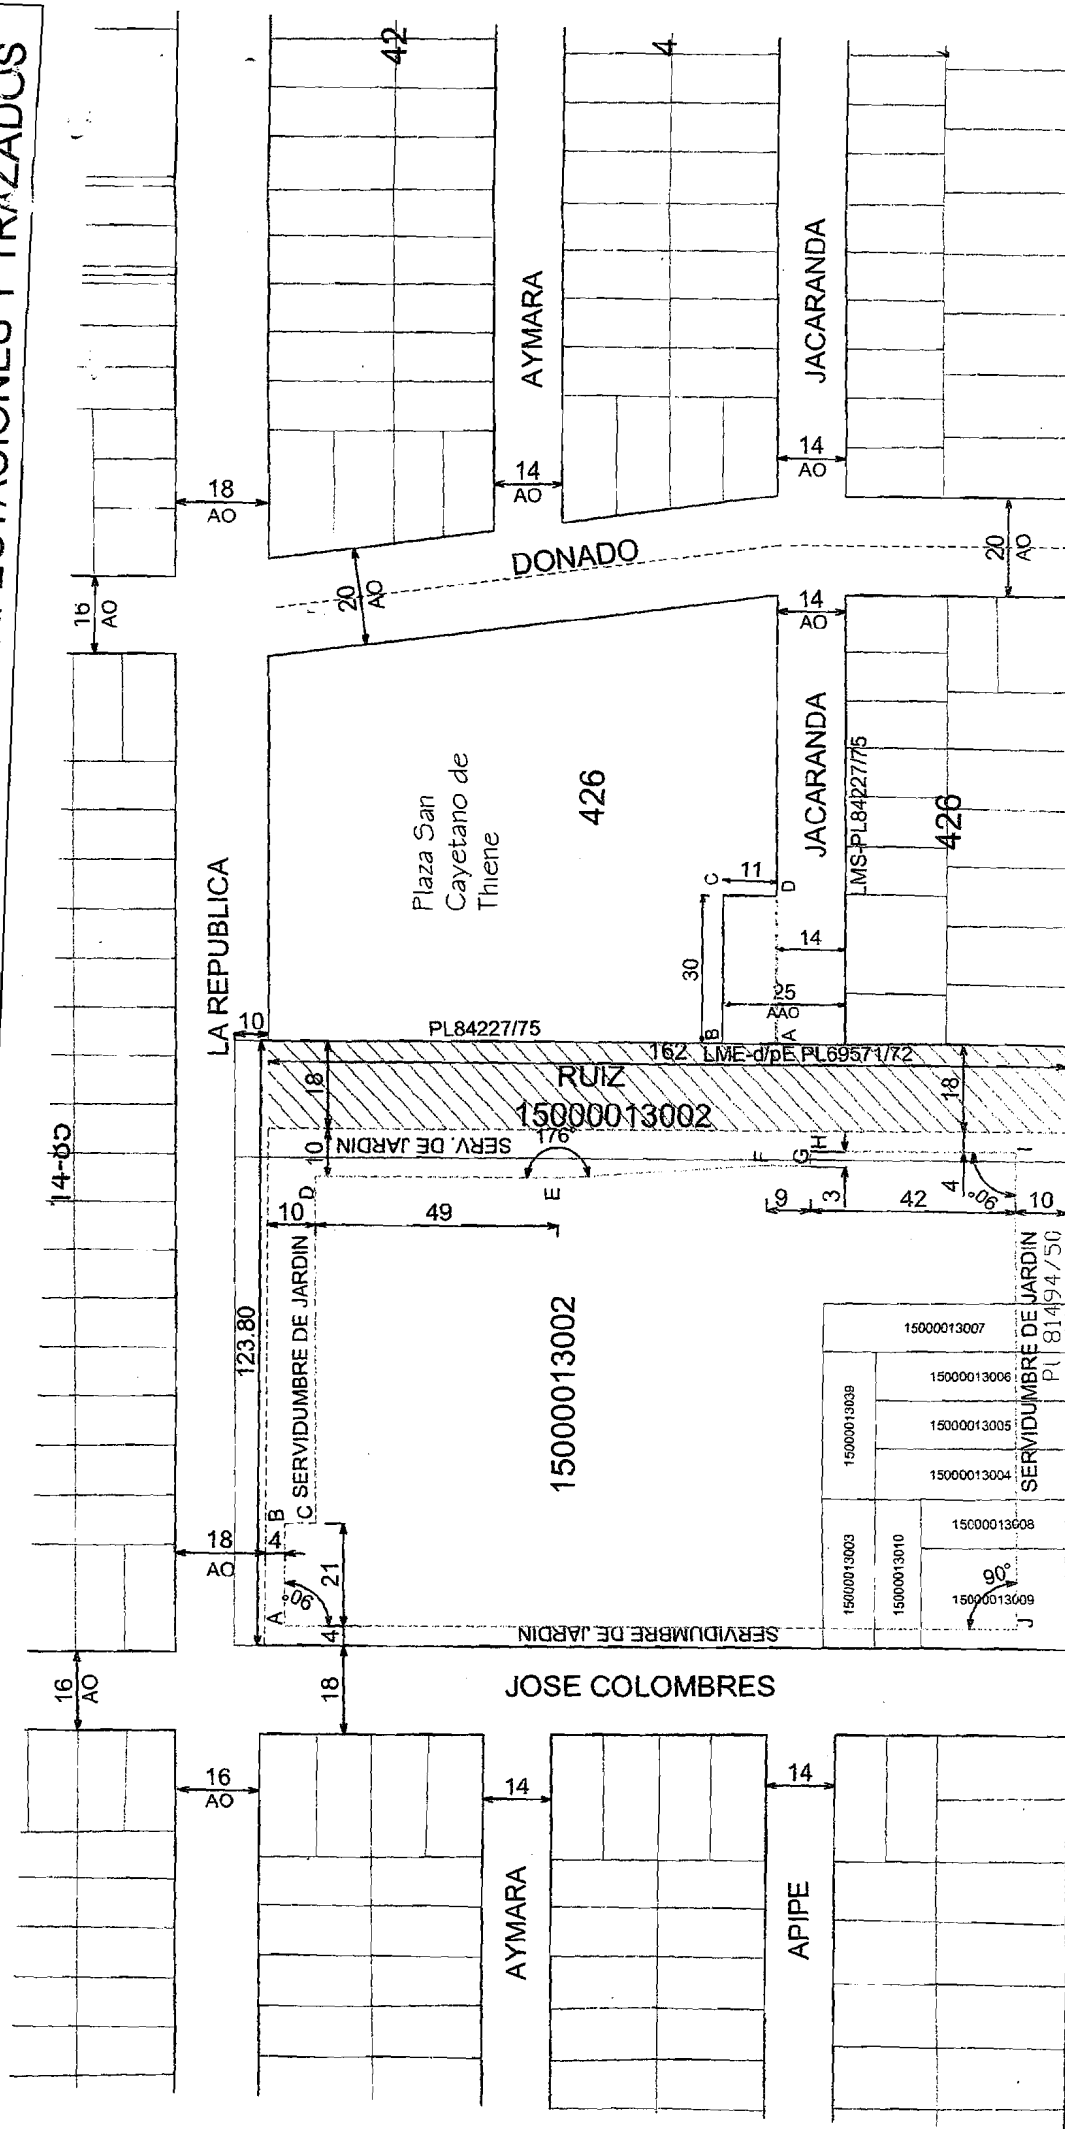 AFECTACIONES Y TRAZADOS
42
4
16
AO
18
AO
AYMARA
14
AO
JACARANDA
14
AO
DONADO
20
AO
20
AO
14
AO
LA REPUBLICA
Plaza San
Cayetano de
Thiene
426
JACARANDA
LMS-PL84227/75
426
C
11
D
30
14
25
AAO
B
A
10
PL84227/75
162
LME-d/pE PL69571/72
18
RUIZ
15000013002
18
SERV. DE JARDIN
10
176°
F
G
H
I
D
E
10
49
9
3
42
4
90°
10
123.80
SERVIDUMBRE DE JARDIN
15000013002
15000013007
15000013006
15000013005
15000013004
15000013039
15000013008
15000013003
15000013010
15000013009
SERVIDUMBRE DE JARDIN
PL81494/50
B
C
18
AO
4
21
90°
A
4
90°
J
SERVIDUMBRE DE JARDIN
JOSE COLOMBRES
16
AO
18
16
AO
14
14
AYMARA
APIPE